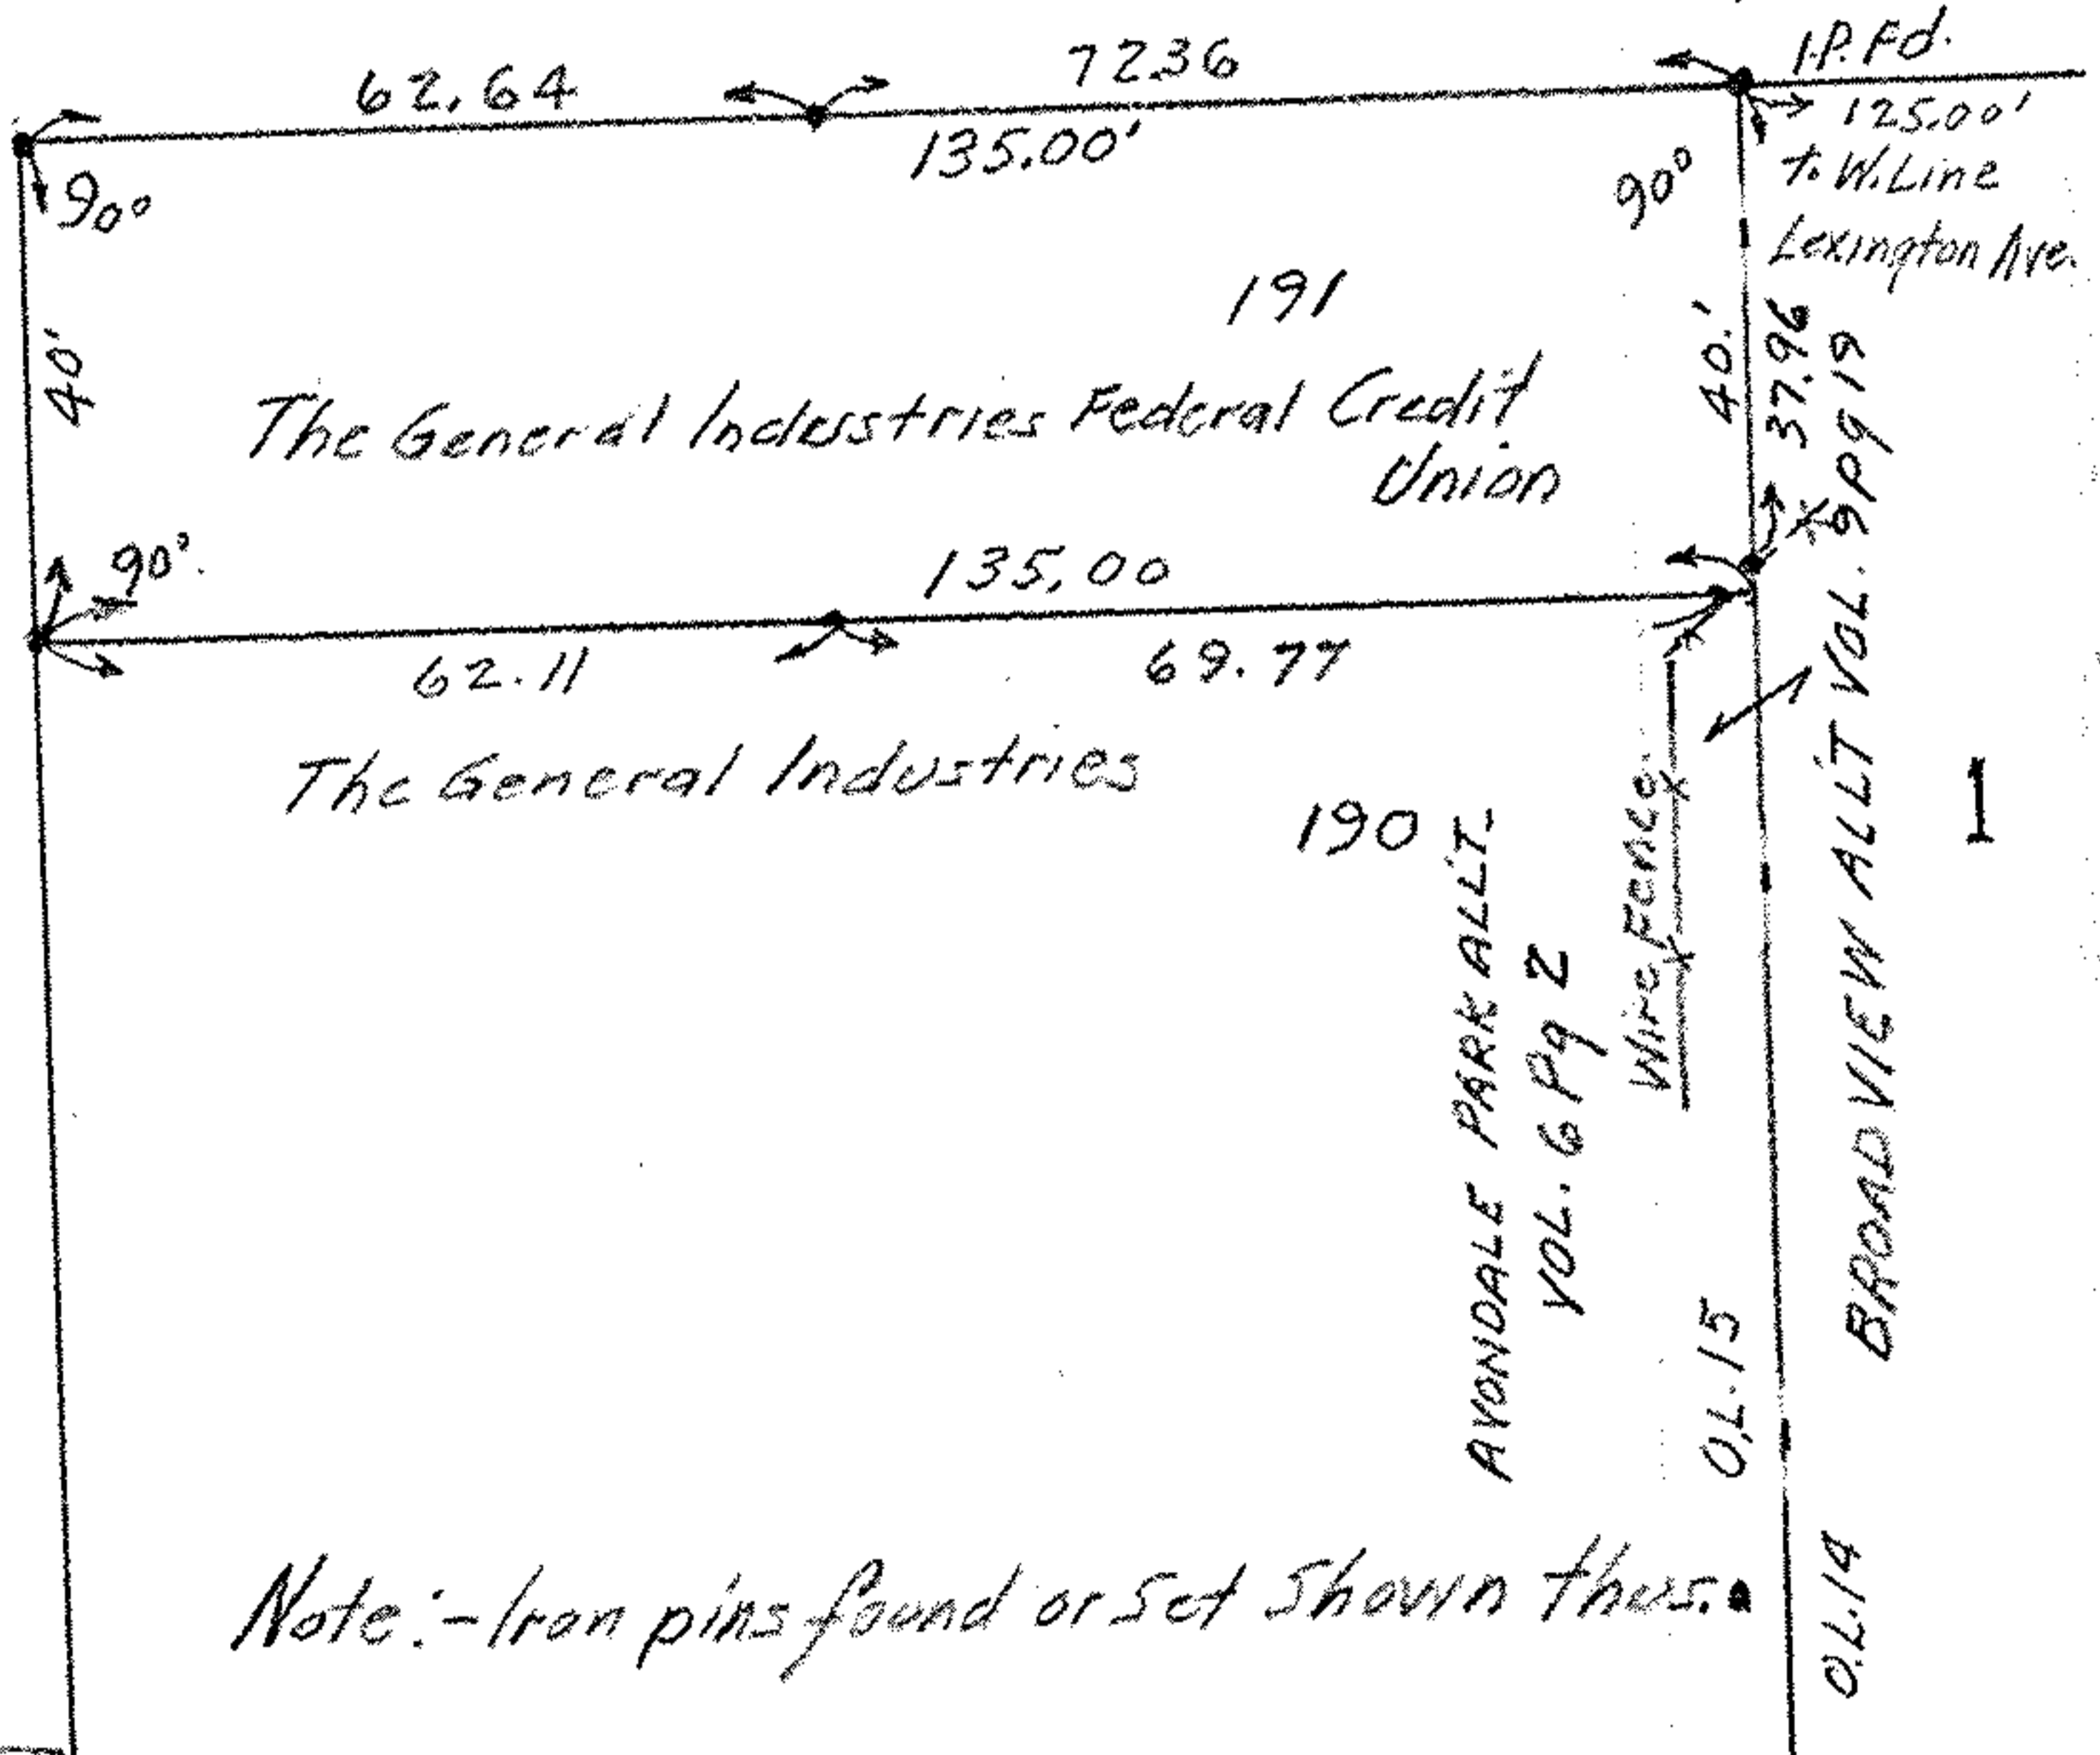 I.P. Fd.
62.64
72.36
125.00'
135.00'
to W. Line
90°
90°
Lexington Ave.
191
40'
40.'
37.96
The General Industries Federal Credit
Union
90°.
135.00
62.11
69.77
The General Industries
190
1
Wire Fence
AVONDALE PARK ALL'T.
VOL. 6 Pg 2
BROADVIEW ALL'T VOL. 9 Pg 19
O.L. 15
O.L. 14
Note:- Iron pins found or set shown thus.